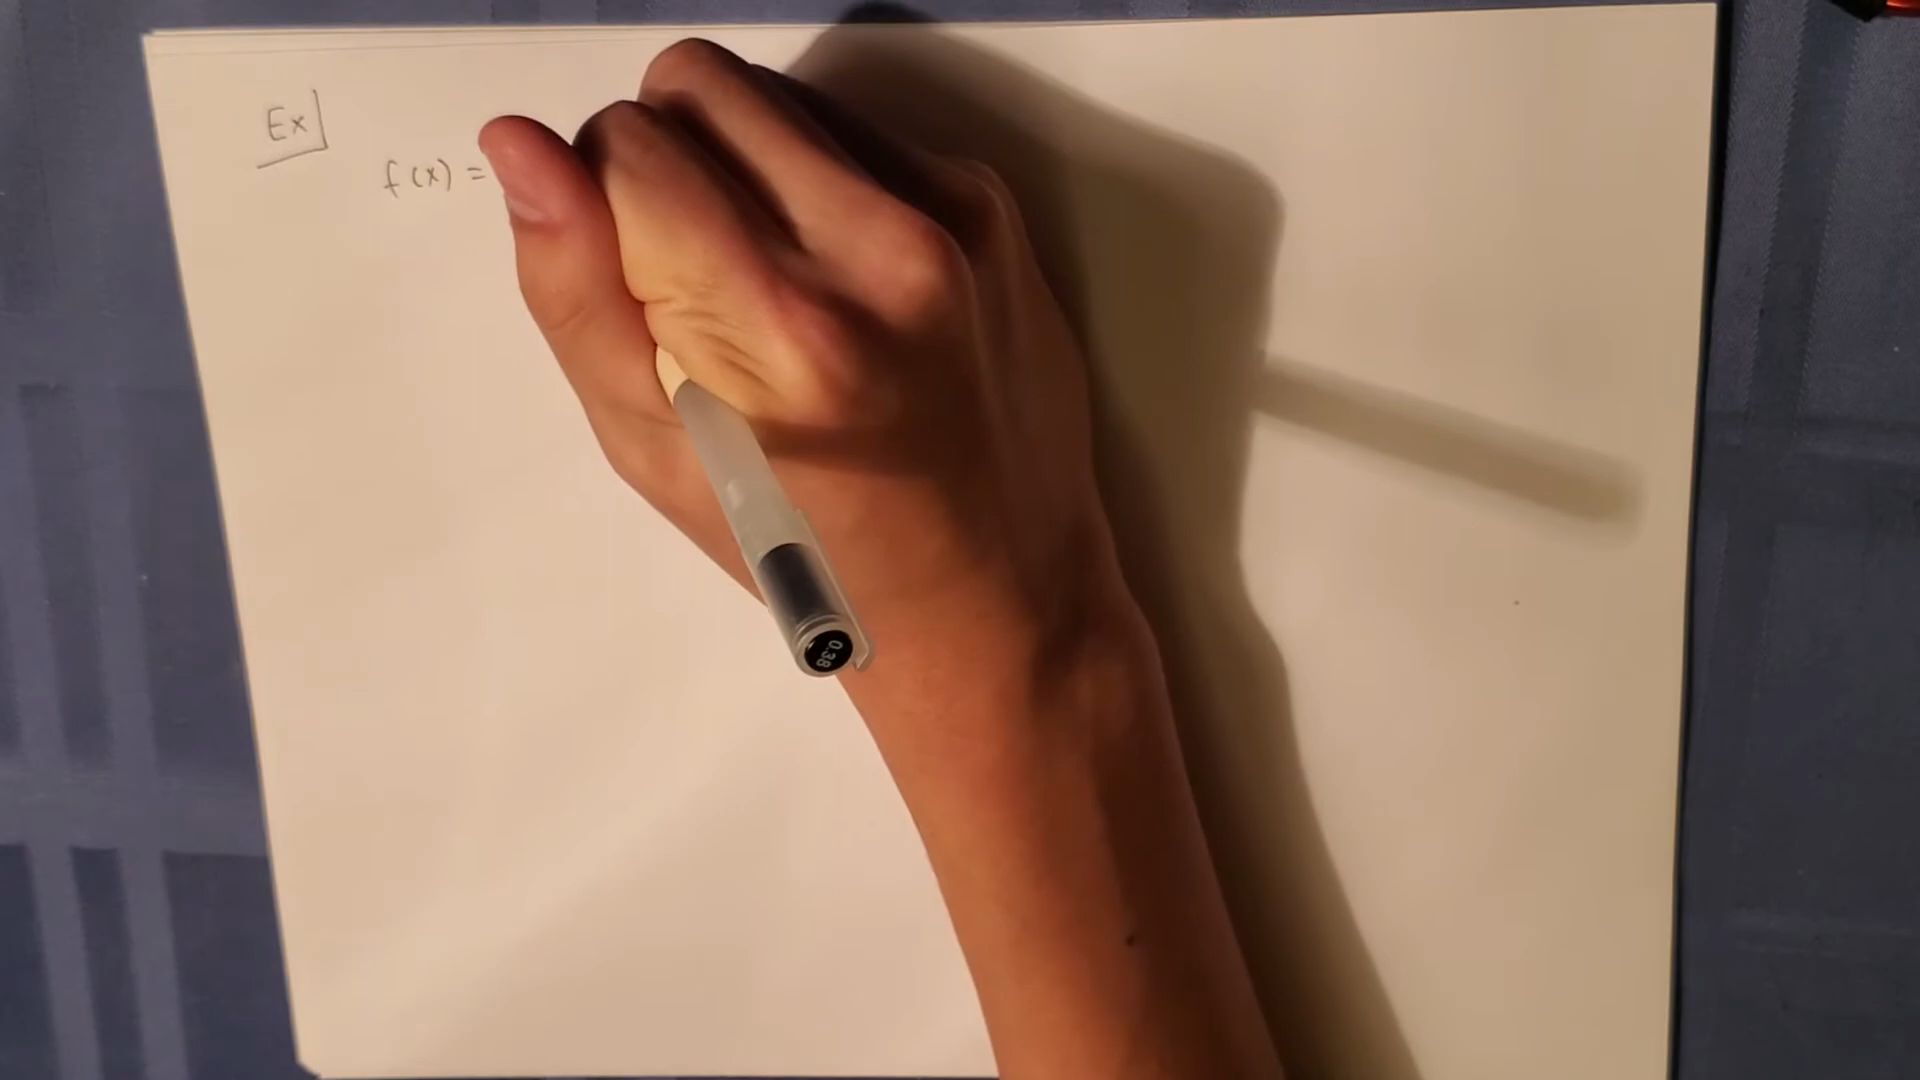 Ex
f(x) =
0.38